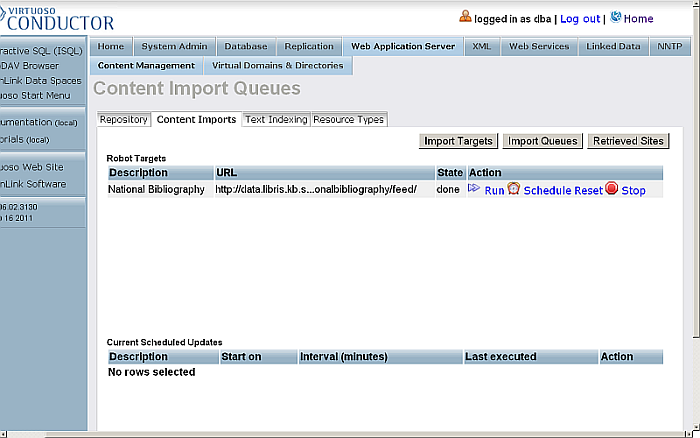 VIRTUOSO
CONDUCTOR
logged in as dba | Log out | Home
ractive SQL (ISQL)
DAV Browser
nLink Data Spaces
uoso Start Menu
umentation (local)
orials (local)
uoso Web Site
nLink Software
06.02.3130
16 2011
Home System Admin Database Replication Web Application Server XML Web Services Linked Data NNTP
Content Management Virtual Domains & Directories
Content Import Queues
Repository Content Imports Text Indexing Resource Types
Import Targets Import Queues Retrieved Sites
Robot Targets
Description URL State Action
National Bibliography http://data.libris.kb.s...onalbibliography/feed/ done Run Schedule Reset Stop
Current Scheduled Updates
Description Start on Interval (minutes) Last executed Action
No rows selected